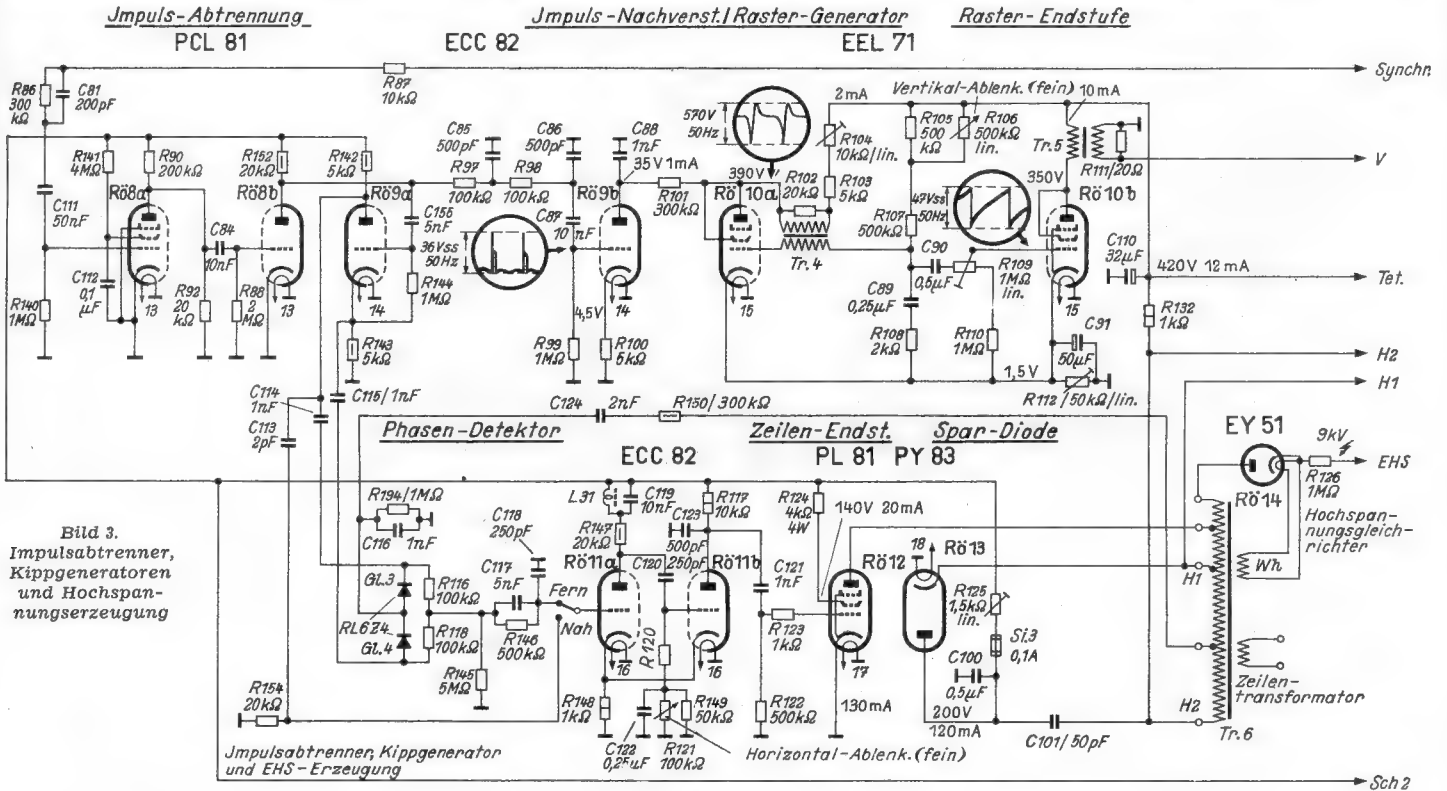 Jmpuls-Abtrennung
PCL 81
ECC 82
Jmpuls-Nachverst./Raster-Generator
EEL 71
Raster-Endstufe
R86
300
kΩ
C81
200pF
R87
10kΩ
Synchr.
R141
4MΩ
R90
200kΩ
R152
20kΩ
R142
5kΩ
C85
500pF
R97
100kΩ
C86
500pF
R98
100kΩ
C88
1nF
35V 1mA
570V
50Hz
390V
2mA
Vertikal-Ablenk. (fein)
10mA
R104
10kΩ/lin.
R105
500
kΩ
R106
500kΩ
lin.
Tr.5
R111/20Ω
V
C111
50nF
Rö8a
Rö8b
Rö9a
Rö9b
R101
300kΩ
Rö 10a
R102
20kΩ
R103
5kΩ
47Vss
50Hz
350V
Rö10b
C84
10nF
C155
5nF
36Vss
50Hz
C87
10nF
R107
500kΩ
Tr.4
C90
0,5µF
R109
1MΩ
lin.
C110
32µF
420V 12mA
Tet.
C112
0,1
µF
R140
1MΩ
13
R92
20
kΩ
R88
2
MΩ
13
14
R144
1MΩ
4,5V
14
15
C89
0,25µF
15
R132
1kΩ
R143
5kΩ
R99
1MΩ
R100
5kΩ
R108
2kΩ
R110
1MΩ
C91
50µF
1,5V
R112/50kΩ/lin.
H2
H1
C114
1nF
C115/1nF
C113
2pF
C124
2nF
R150/300kΩ
Phasen-Detektor
ECC 82
Zeilen-Endst.
PL 81
Spar-Diode
PY 83
EY 51
9kV
EHS
R126
1MΩ
Rö14
Hochspan-
nungsgleich-
richter
R194/1MΩ
C116
1nF
L31
C119
10nF
R117
10kΩ
R124
4kΩ
4W
140V 20mA
C118
250pF
R147
20kΩ
C123
500pF
Bild 3.
Impulsabtrenner,
Kippgeneratoren
und Hochspan-
nungserzeugung
Gl.3
RL6Z4
Gl.4
R116
100kΩ
R118
100kΩ
C117
5nF
R146
500kΩ
Fern
Nah
Rö11a
C120
250pF
Rö11b
C121
1nF
R123
1kΩ
Rö12
18
Rö13
H1
Wh
R125
1,5kΩ
lin.
Si.3
0,1A
R120
16
16
17
R145
5MΩ
C100
0,5µF
Zeilen-
transformator
R154
20kΩ
R148
1kΩ
R149
50kΩ
R122
500kΩ
130mA
200V
120mA
H2
C101/50pF
Tr.6
C122
0,25µF
R121
100kΩ
Horizontal-Ablenk. (fein)
Jmpulsabtrenner, Kippgenerator
und EHS-Erzeugung
Sch 2